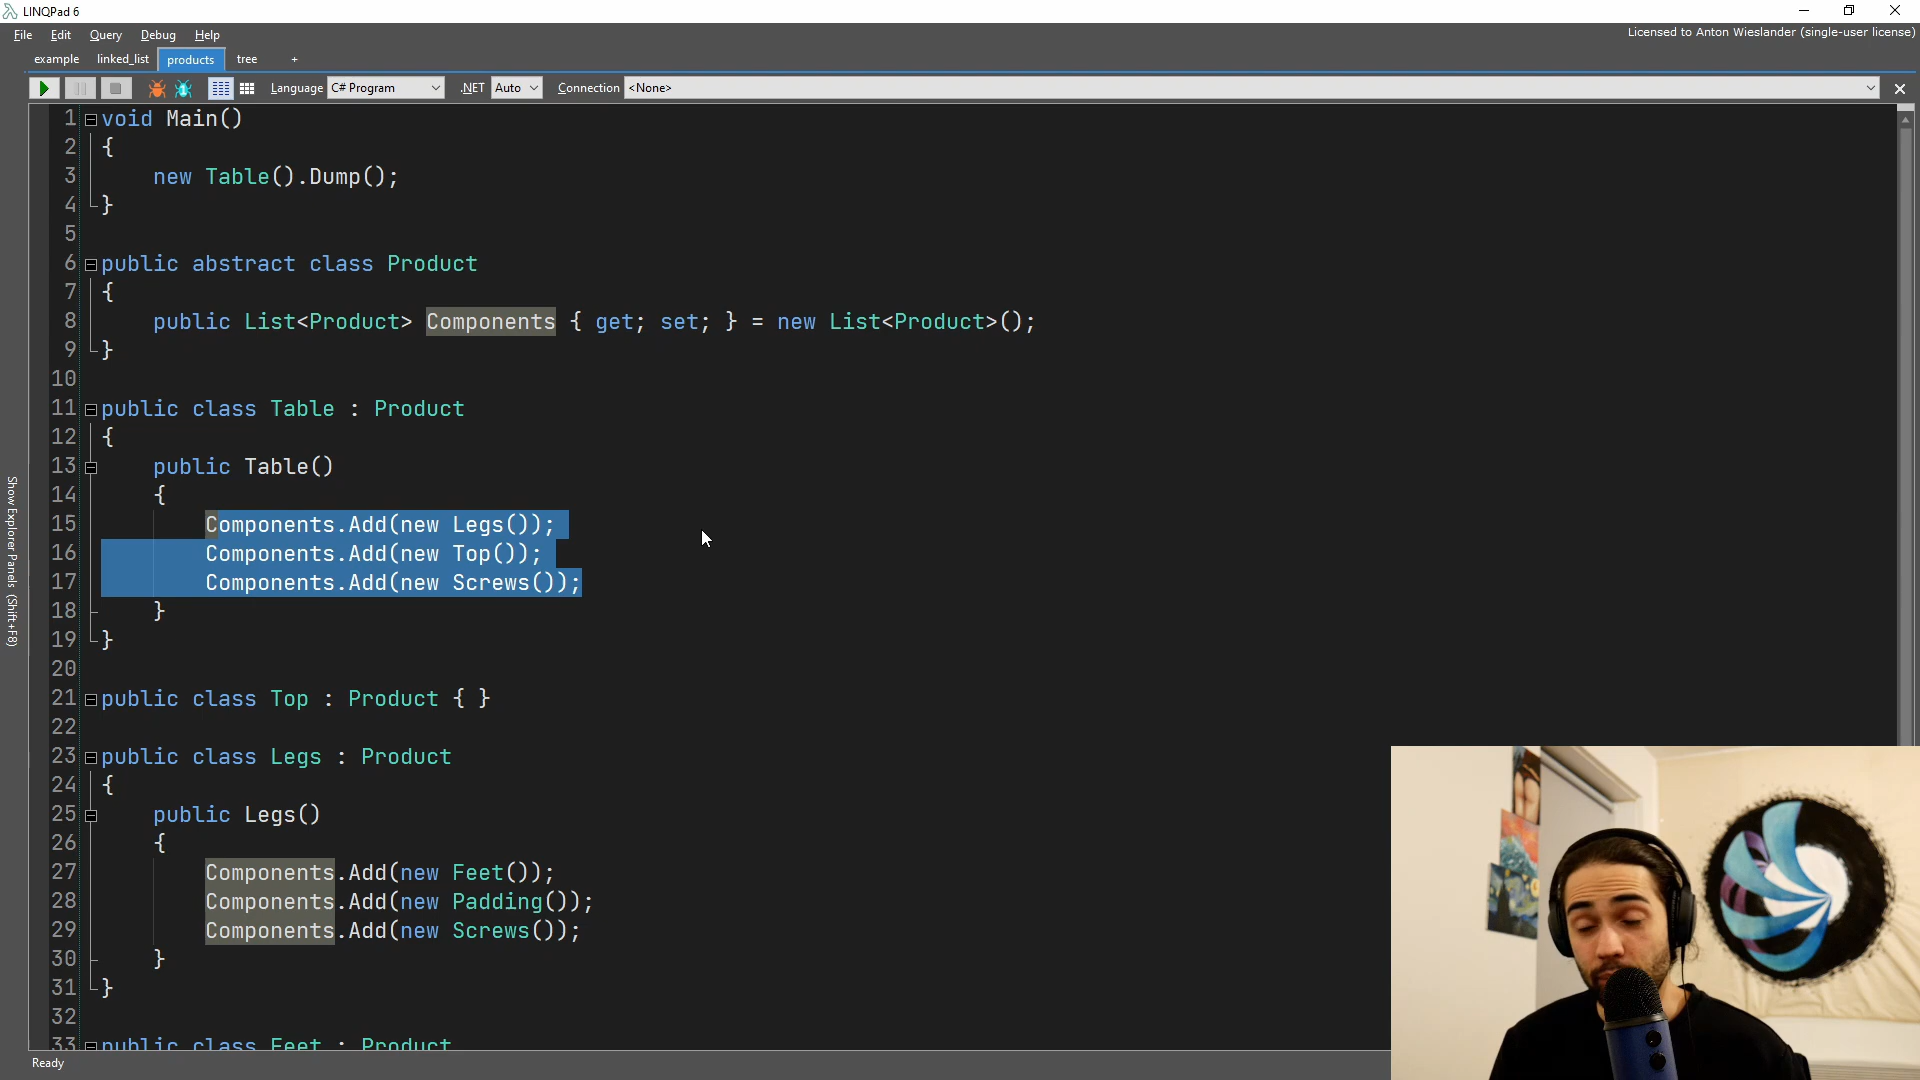 LINQPad 6
File Edit Query Debug Help
Licensed to Anton Wieslander (single-user license)
example linked_list products tree +
Language C# Program .NET Auto Connection <None>
1 void Main()
2 {
3 new Table().Dump();
4 }
5
6 public abstract class Product
7 {
8 public List<Product> Components { get; set; } = new List<Product>();
9 }
10
11 public class Table : Product
12 {
13 public Table()
14 {
15 Components.Add(new Legs());
16 Components.Add(new Top());
17 Components.Add(new Screws());
18 }
19 }
20
21 public class Top : Product { }
22
23 public class Legs : Product
24 {
25 public Legs()
26 {
27 Components.Add(new Feet());
28 Components.Add(new Padding());
29 Components.Add(new Screws());
30 }
31 }
32
33 public class Feet : Product
Show Explorer Panels (Shift+F8)
Ready